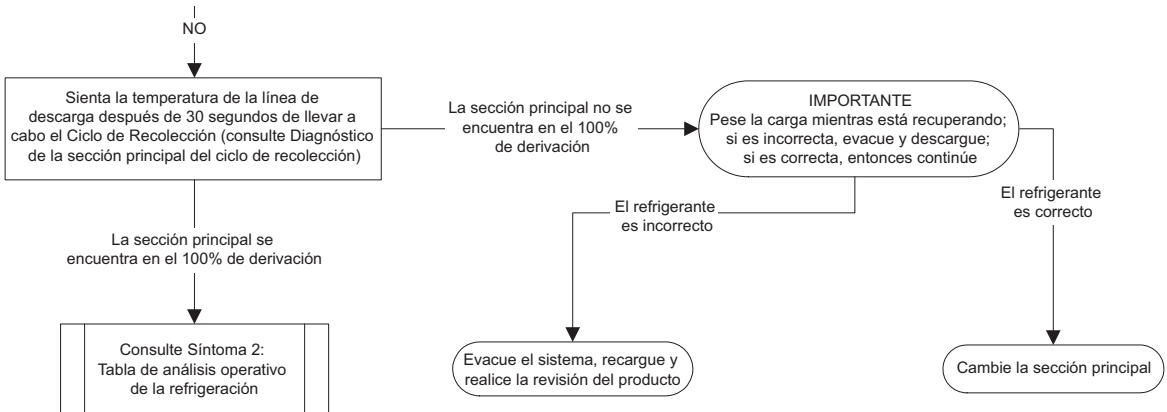 NO
Sienta la temperatura de la línea de
descarga después de 30 segundos de llevar a
cabo el Ciclo de Recolección (consulte Diagnóstico
de la sección principal del ciclo de recolección)
La sección principal no se
encuentra en el 100%
de derivación
IMPORTANTE
Pese la carga mientras está recuperando;
si es incorrecta, evacue y descargue;
si es correcta, entonces continúe
El refrigerante
es incorrecto
El refrigerante
es correcto
La sección principal se
encuentra en el 100% de derivación
Consulte Síntoma 2:
Tabla de análisis operativo
de la refrigeración
Evacue el sistema, recargue y
realice la revisión del producto
Cambie la sección principal